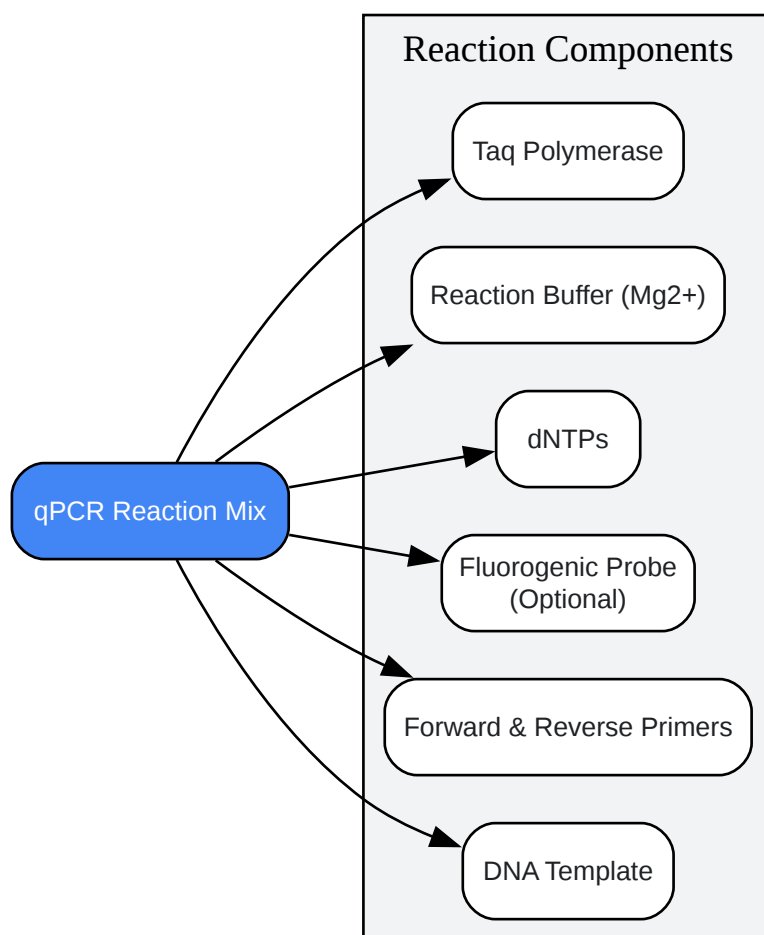 Reaction Components
Taq Polymerase
Reaction Buffer (Mg2+)
dNTPs
qPCR Reaction Mix
Fluorogenic Probe
(Optional)
Forward & Reverse Primers
DNA Template